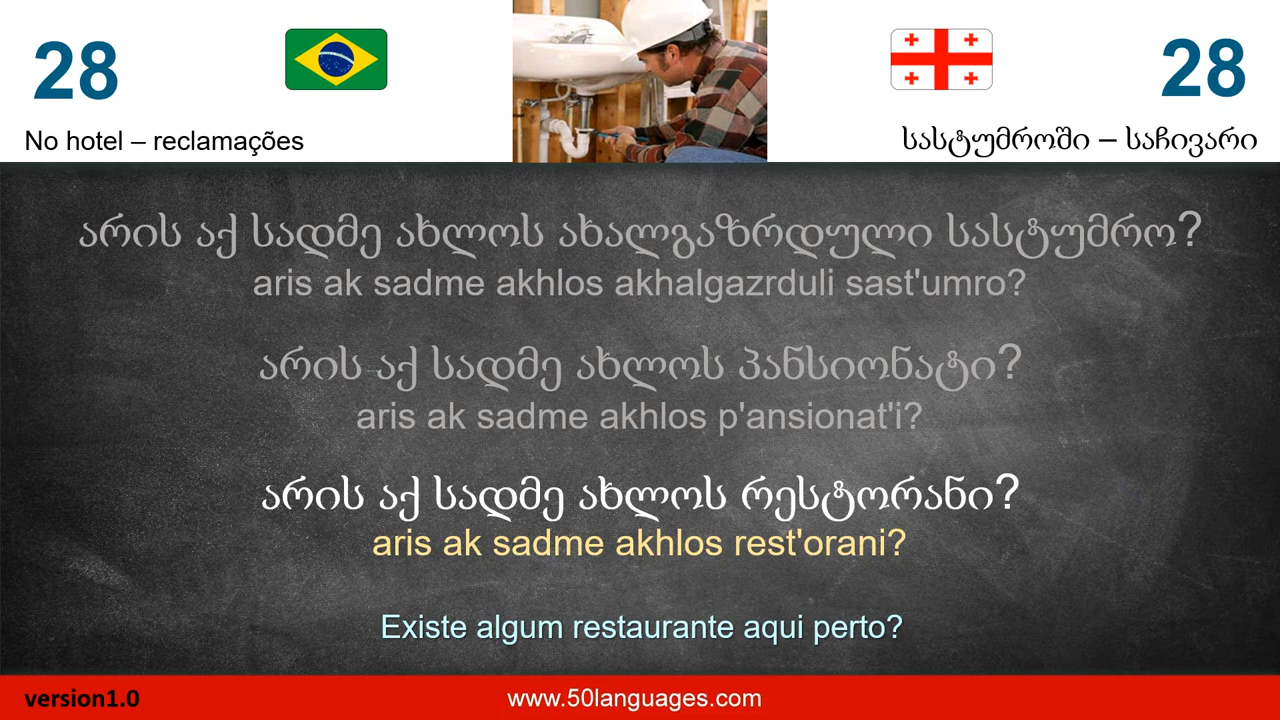 28
28
No hotel – reclamações
სასტუმროში – საჩივარი
არის აქ სადმე ახლოს ახალგაზრდული სასტუმრო?
aris ak sadme akhlos akhalgazrduli sast'umro?
არის აქ სადმე ახლოს პანსიონატი?
aris ak sadme akhlos p'ansionat'i?
არის აქ სადმე ახლოს რესტორანი?
aris ak sadme akhlos rest'orani?
Existe algum restaurante aqui perto?
version1.0
www.50languages.com